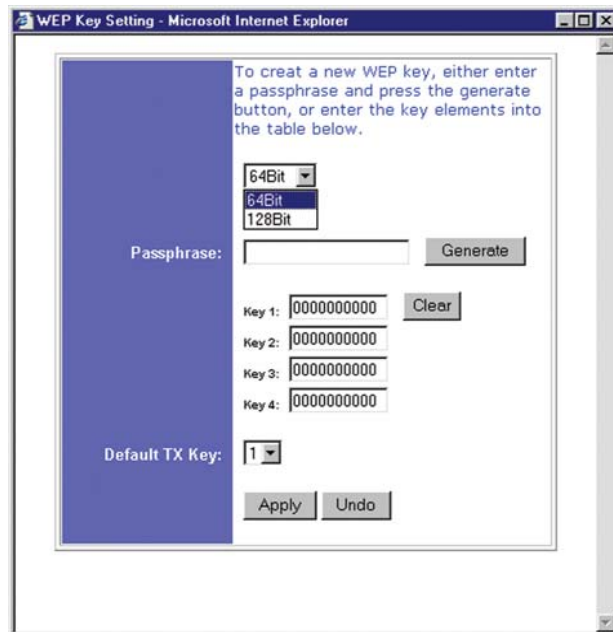 WEP Key Setting - Microsoft Internet Explorer
To creat a new WEP key, either enter
a passphrase and press the generate
button, or enter the key elements into
the table below.
64Bit
64Bit
128Bit
Passphrase: Generate
Key 1: 0000000000 Clear
Key 2: 0000000000
Key 3: 0000000000
Key 4: 0000000000
Default TX Key: 1
Apply Undo